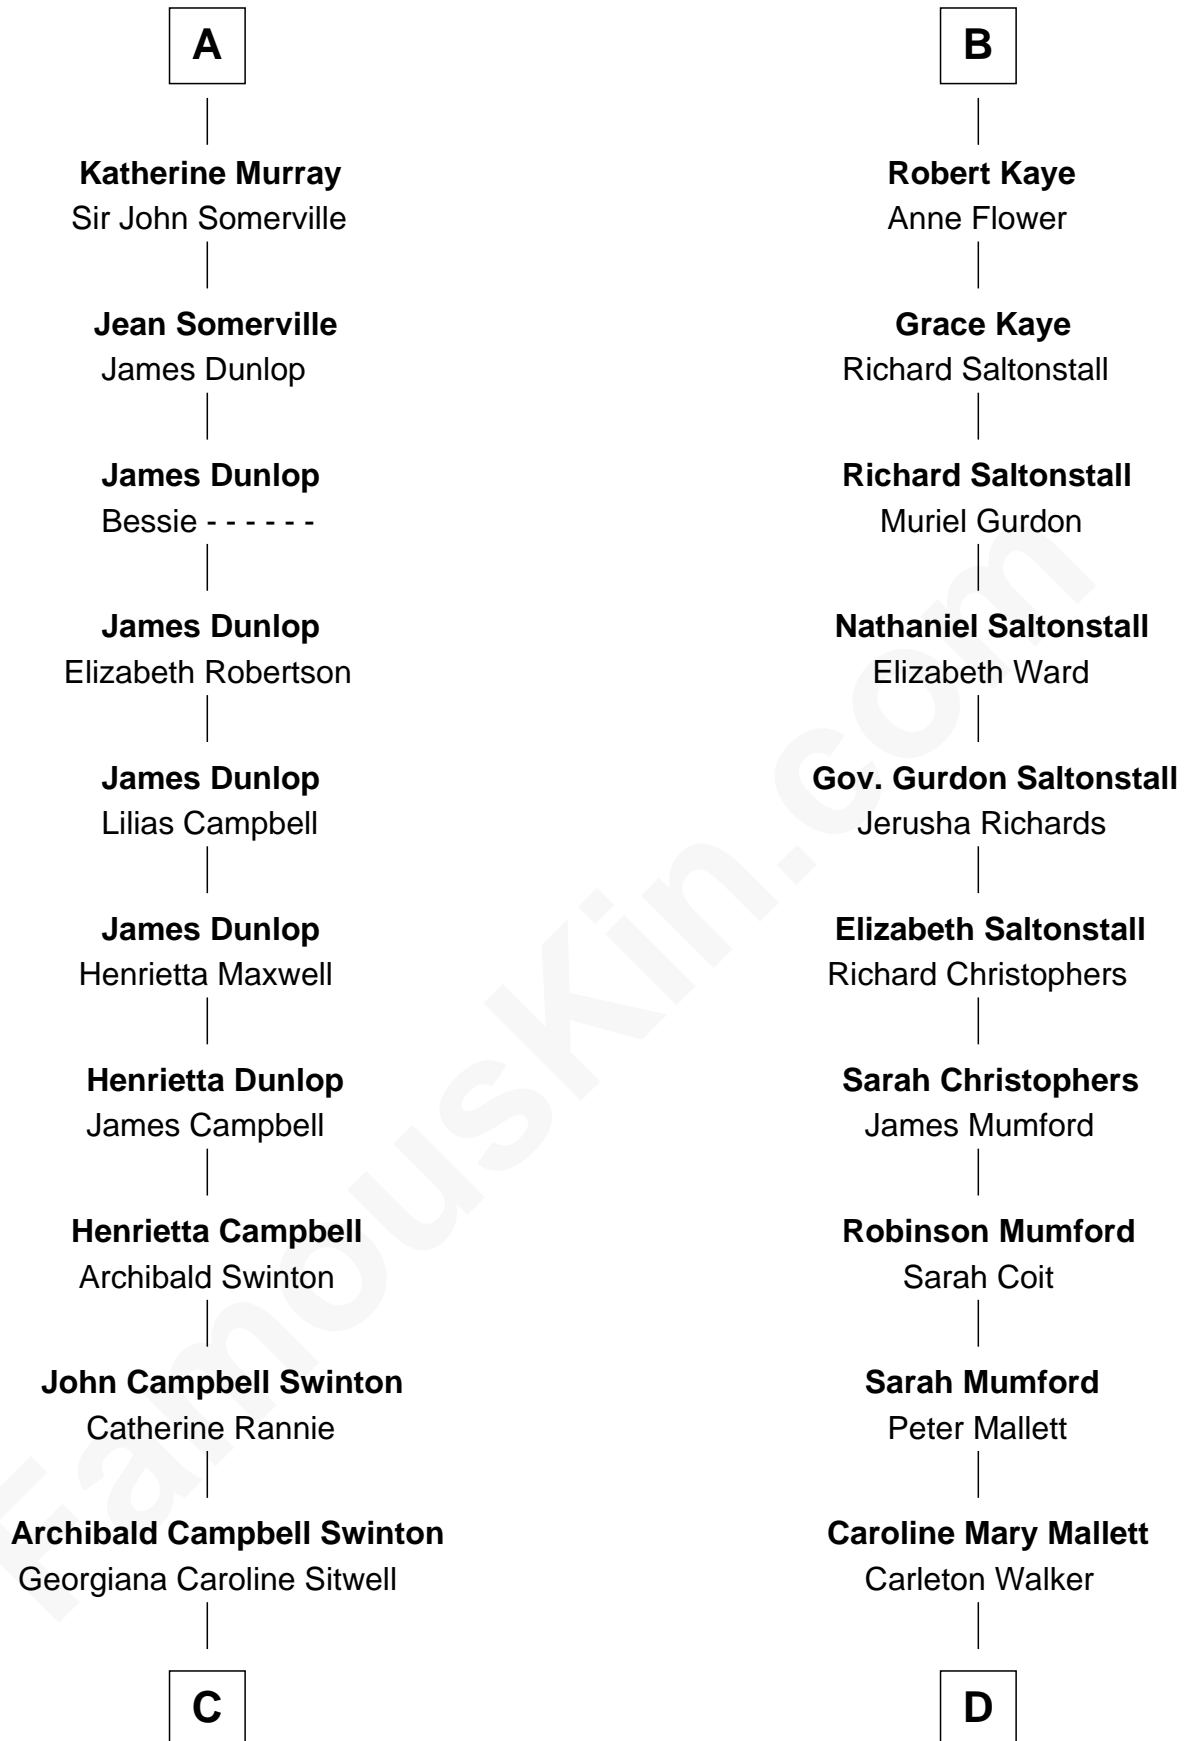 A
Katherine Murray
Sir John Somerville
Jean Somerville
James Dunlop
James Dunlop
Bessie - - - - - -
James Dunlop
Elizabeth Robertson
James Dunlop
Lilias Campbell
James Dunlop
Henrietta Maxwell
Henrietta Dunlop
James Campbell
Henrietta Campbell
Archibald Swinton
John Campbell Swinton
Catherine Rannie
Archibald Campbell Swinton
Georgiana Caroline Sitwell
C
B
Robert Kaye
Anne Flower
Grace Kaye
Richard Saltonstall
Richard Saltonstall
Muriel Gurdon
Nathaniel Saltonstall
Elizabeth Ward
Gov. Gurdon Saltonstall
Jerusha Richards
Elizabeth Saltonstall
Richard Christophers
Sarah Christophers
James Mumford
Robinson Mumford
Sarah Coit
Sarah Mumford
Peter Mallett
Caroline Mary Mallett
Carleton Walker
D
FamousKin.com